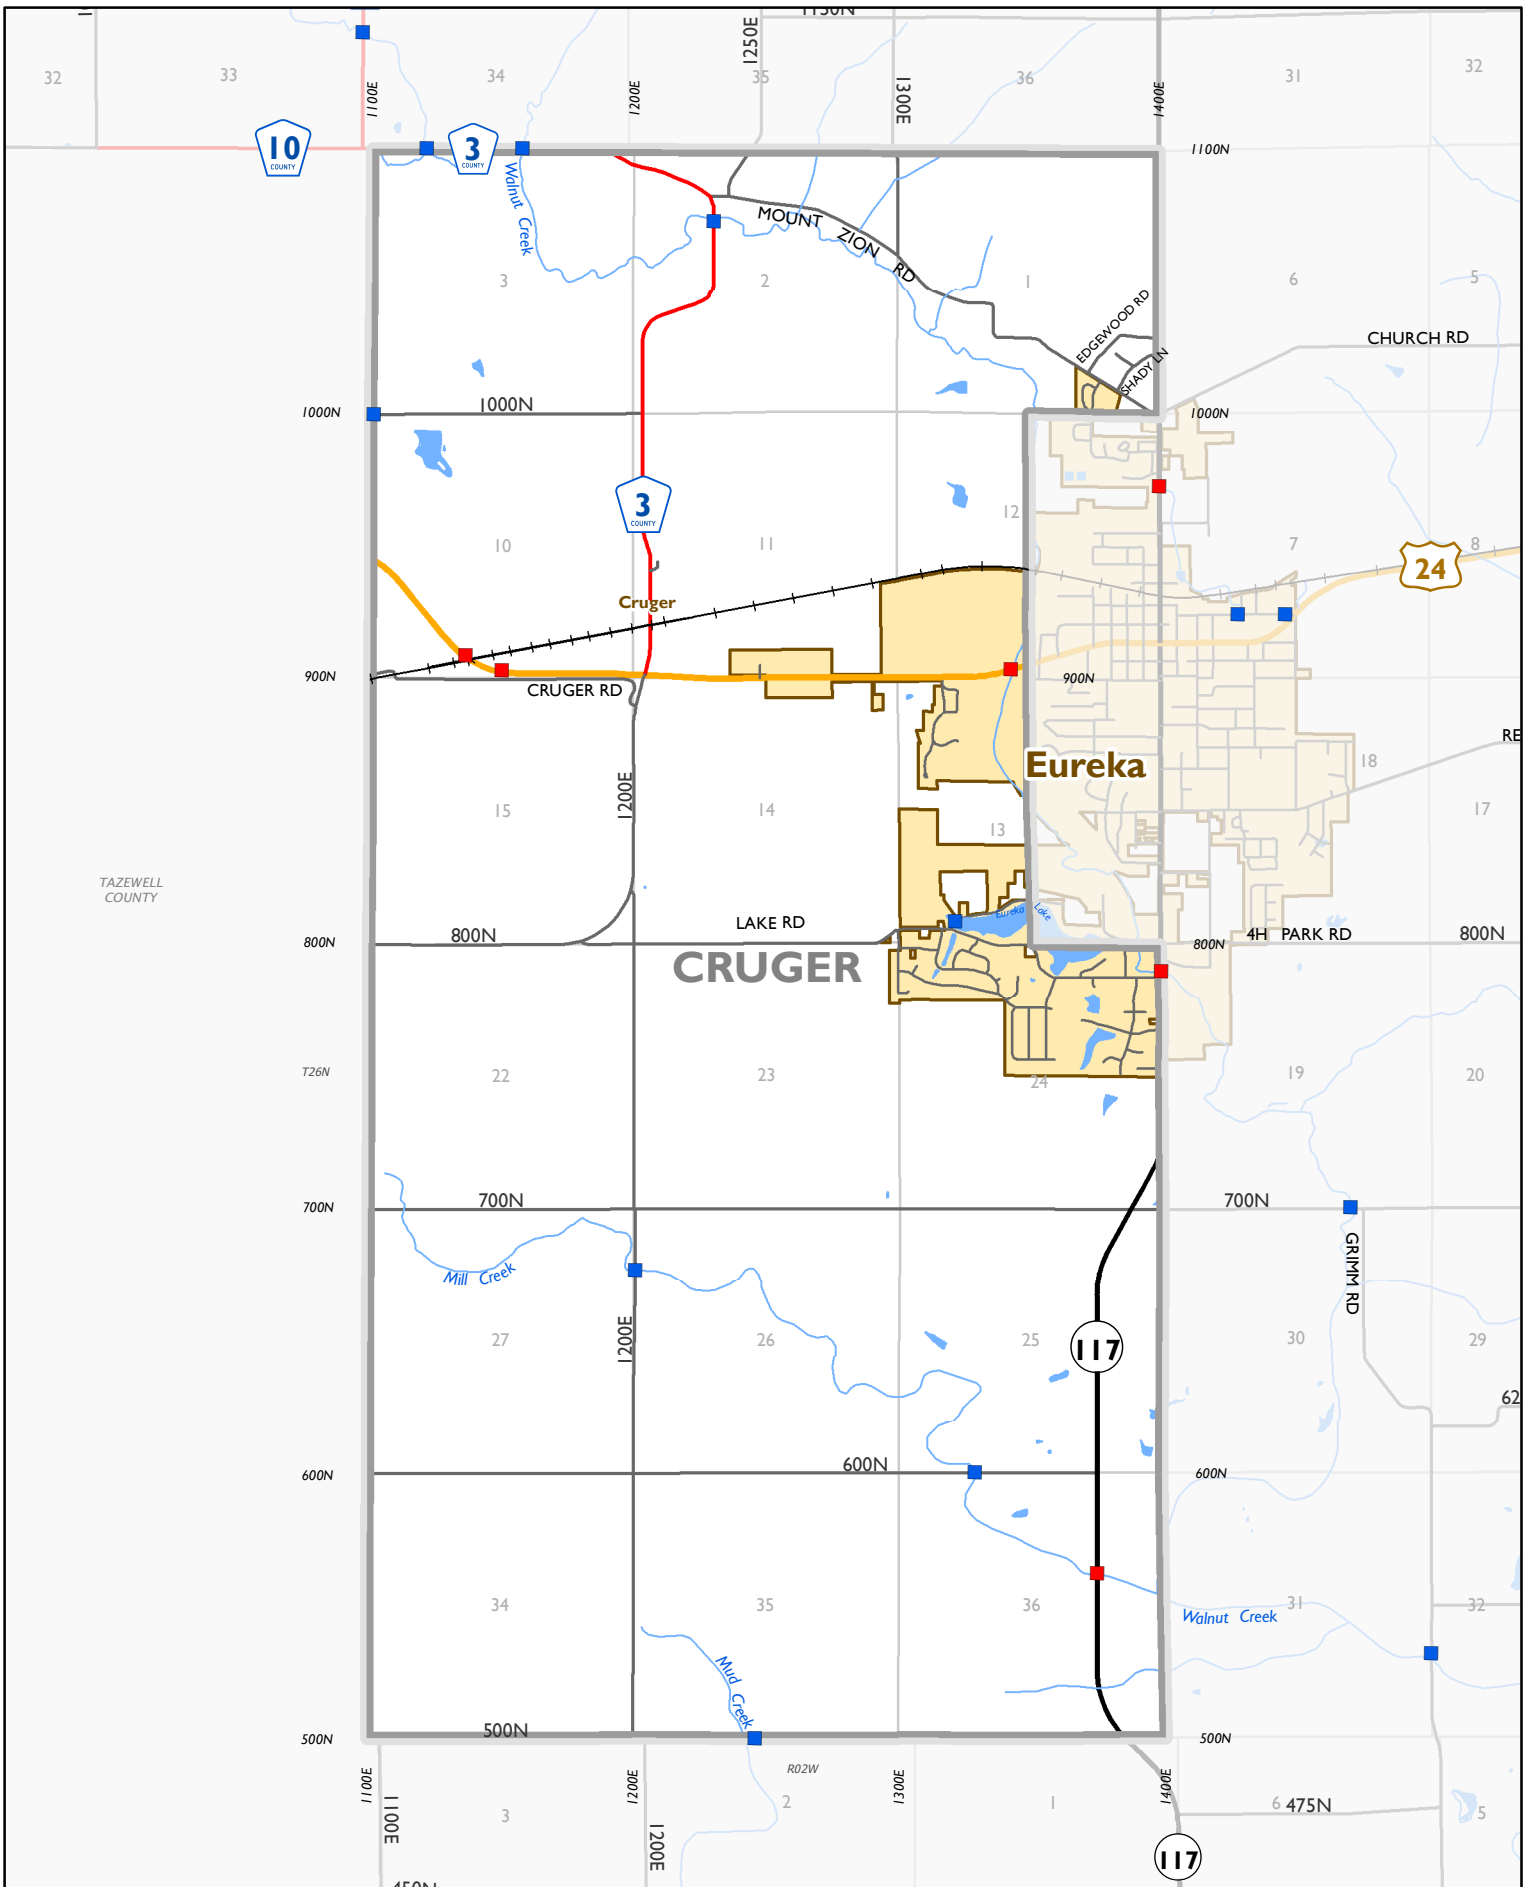 1150N
1250E
32
33
34
35
36
31
32
1100E
1200E
1300E
1400E
10
COUNTY
3
COUNTY
1100N
Walnut Creek
MOUNT ZION RD
3
2
1
6
5
EDGEWOOD RD
SHADY LN
CHURCH RD
1000N
1000N
1000N
3
COUNTY
12
10
11
7
8
24
Cruger
900N
CRUGER RD
900N
RE
Eureka
18
1200E
15
14
13
17
TAZEWELL
COUNTY
Eureka Lake
LAKE RD
800N
800N
800N
4H PARK RD
800N
CRUGER
T26N
22
23
24
19
20
700N
700N
700N
GRIMM RD
Mill Creek
1200E
27
26
25
117
30
29
62
600N
600N
600N
34
35
36
31
32
Walnut Creek
Mud Creek
500N
500N
500N
R02W
1100E
1100E
1200E
1200E
1300E
1400E
3
2
1
6
475N
5
117
450N